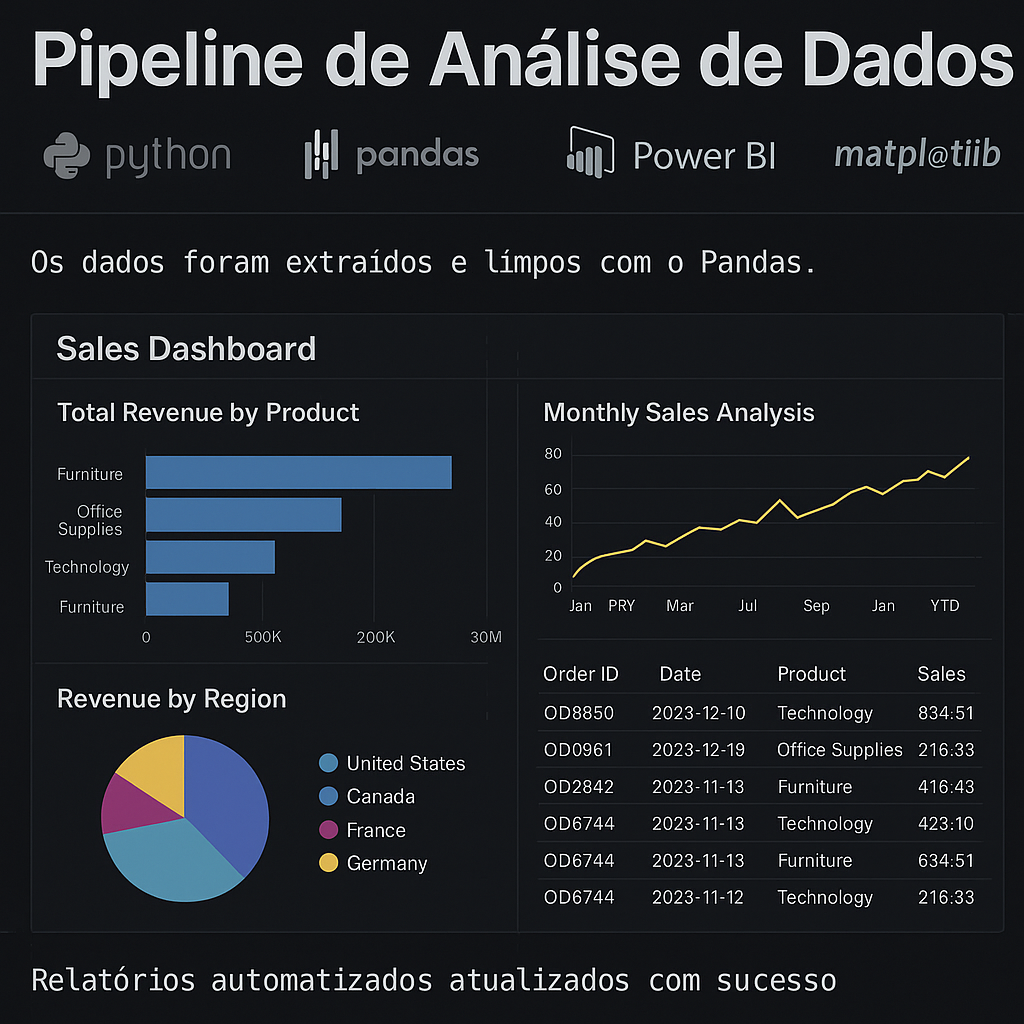 Pipeline de Análise de Dados
python pandas Power BI matpl@tiib
Os dados foram extraídos e límpos com o Pandas.
Sales Dashboard
Total Revenue by Product
Furniture
Office
Supplies
Technology
Furniture
0 500K 200K 30M
Monthly Sales Analysis
80
60
40
20
0
Jan PRY Mar Jul Sep Jan YTD
Revenue by Region
United States
Canada
France
Germany
Order ID Date Product Sales
OD8850 2023-12-10 Technology 834:51
OD0961 2023-12-19 Office Supplies 216:33
OD2842 2023-11-13 Furniture 416:43
OD6744 2023-11-13 Technology 423:10
OD6744 2023-11-13 Furniture 634:51
OD6744 2023-11-12 Technology 216:33
Relatórios automatizados atualizados com sucesso